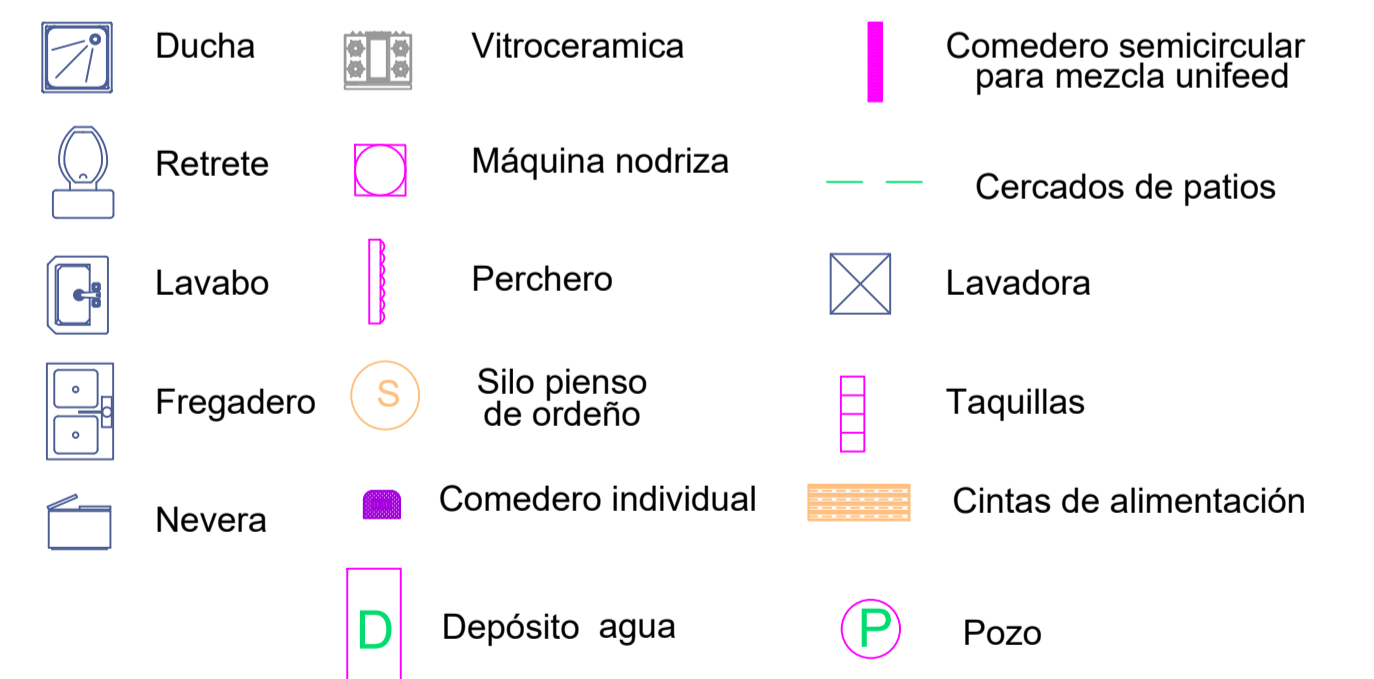 Ducha
Vitroceramica
Comedero semicircular
para mezcla unifeed
Retrete
Máquina nodriza
Cercados de patios
Lavabo
Perchero
Lavadora
Fregadero
S
Silo pienso
de ordeño
Taquillas
Nevera
Comedero individual
Cintas de alimentación
D
Depósito agua
P
Pozo